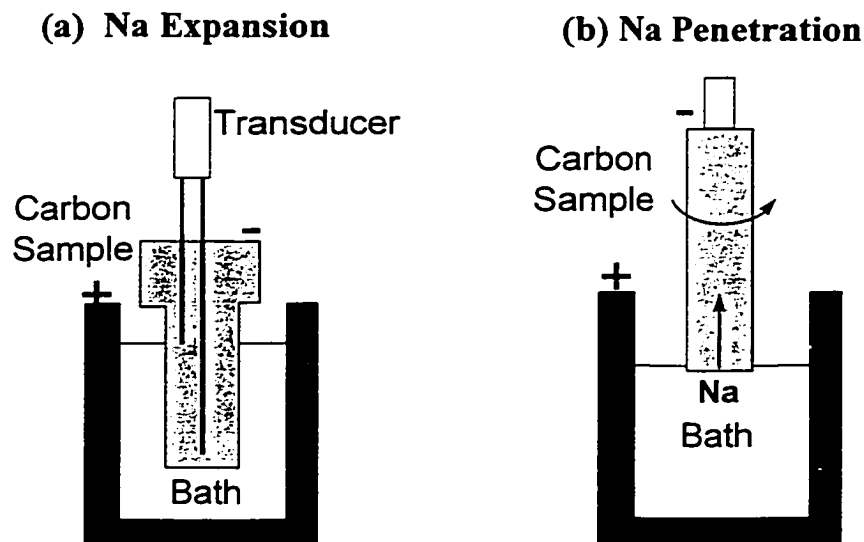 (a) Na Expansion
Transducer
Carbon
Sample
-
+
Bath
(b) Na Penetration
-
Carbon
Sample
+
Na
Bath